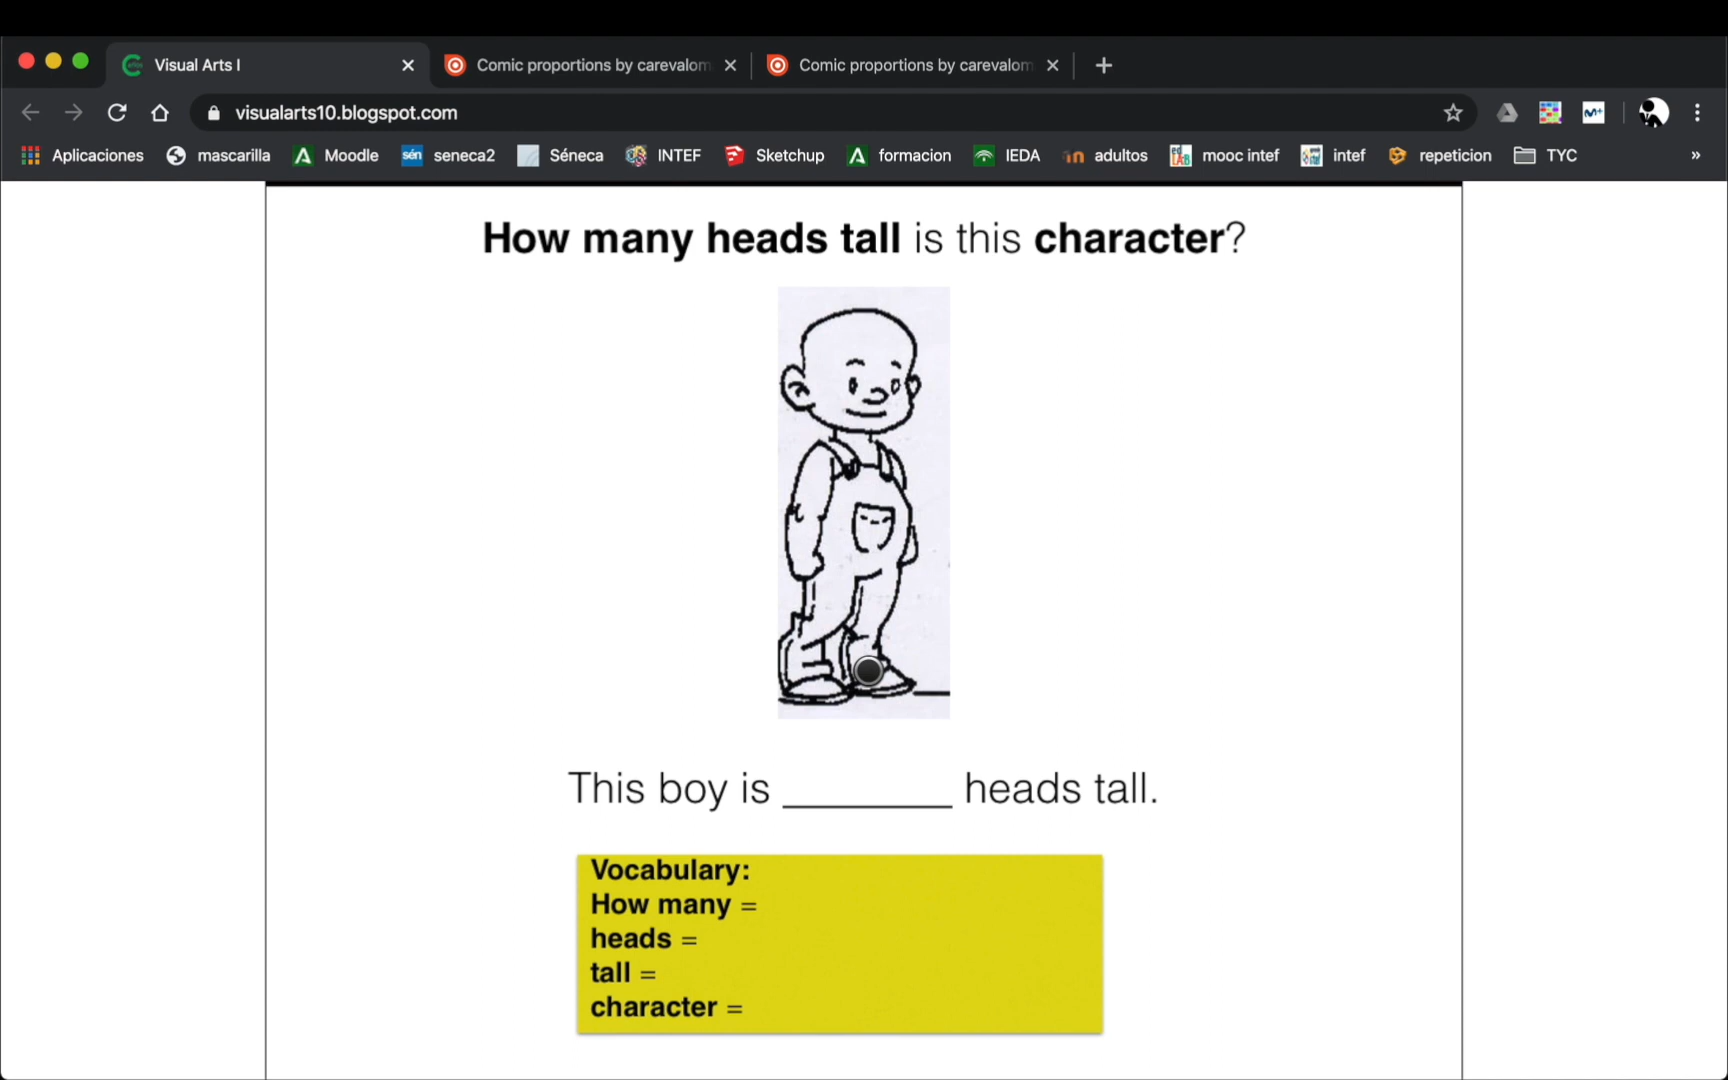 Visual Arts I
Comic proportions by carevalom
Comic proportions by carevalom
visualarts10.blogspot.com
Aplicaciones mascarilla Moodle sén seneca2 Séneca INTEF Sketchup formacion IEDA adultos mooc intef intef repeticion TYC »
How many heads tall is this character?
This boy is ________ heads tall.
Vocabulary:
How many =
heads =
tall =
character =